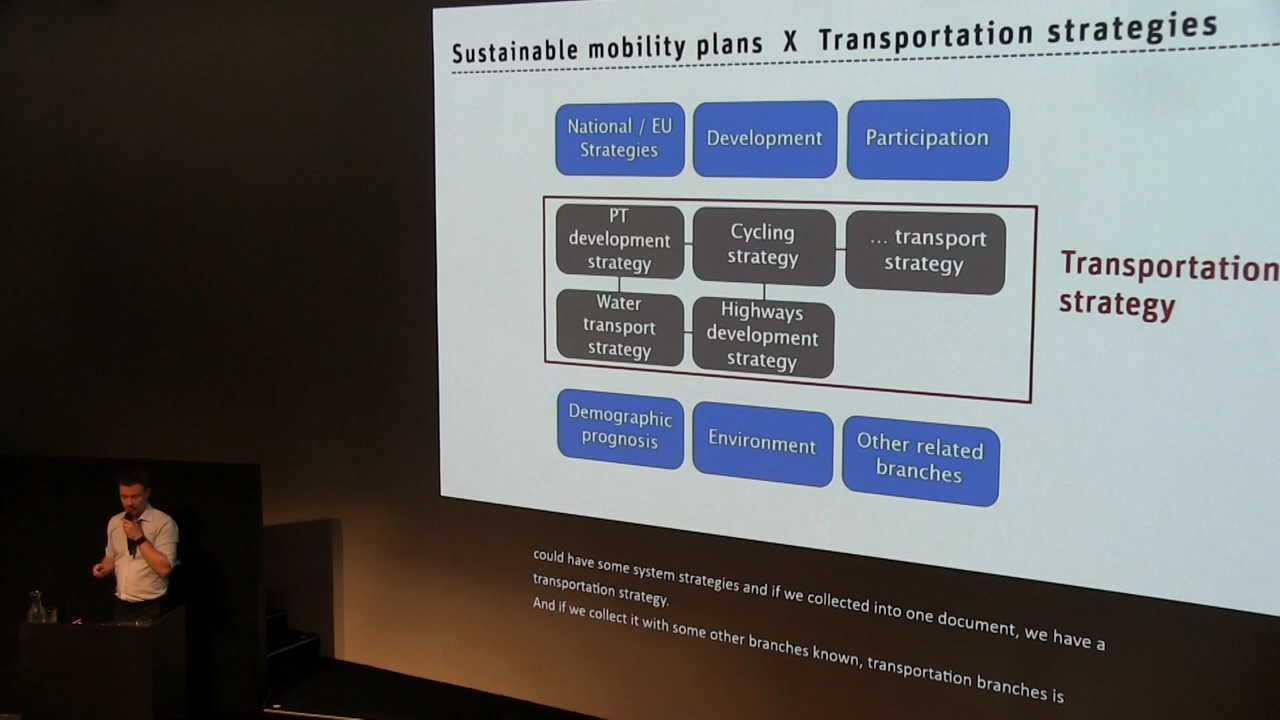 Sustainable mobility plans X Transportation strategies
National / EU
Strategies
Development
Participation
PT
development
strategy
Cycling
strategy
... transport
strategy
Transportation
strategy
Water
transport
strategy
Highways
development
strategy
Demographic
prognosis
Environment
Other related
branches
could have some system strategies and if we collected into one document, we have a
transportation strategy.
And if we collect it with some other branches known, transportation branches is